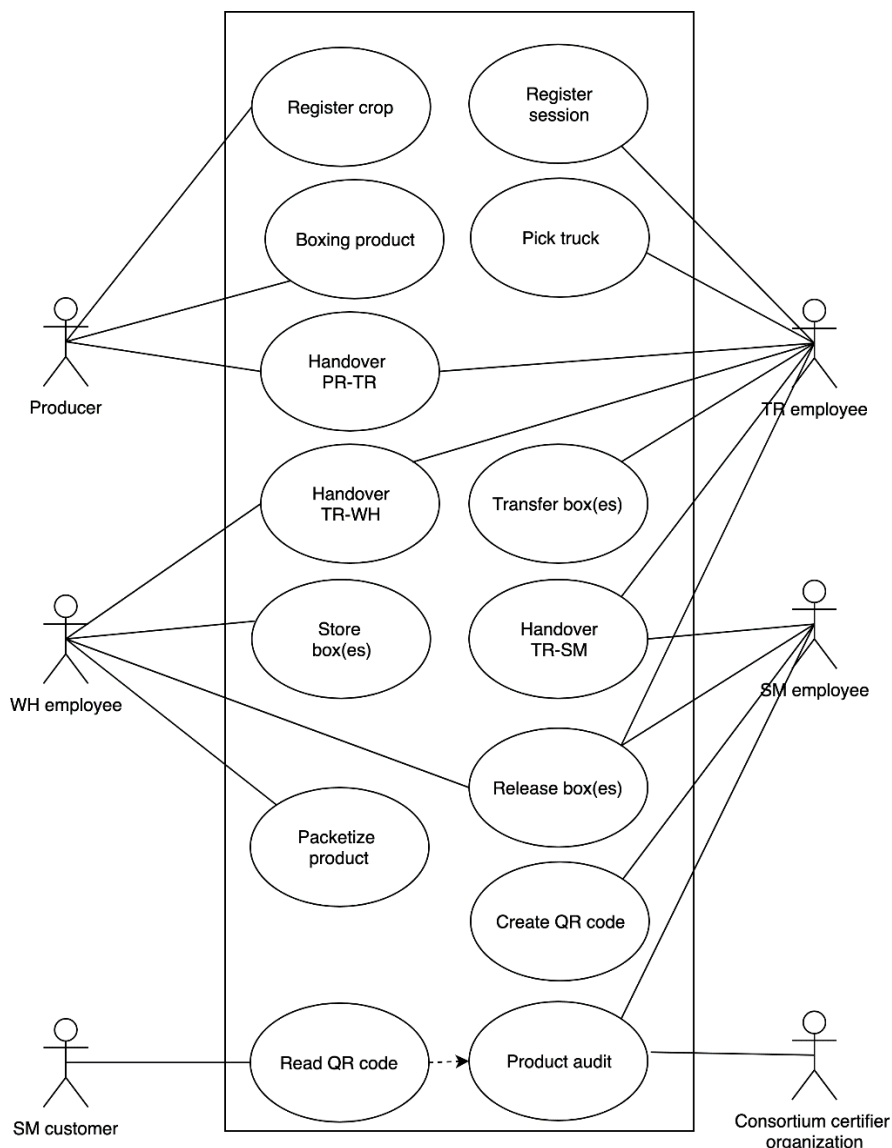 Register crop
Register
session
Boxing product
Pick truck
Producer
Handover
PR-TR
TR employee
Handover
TR-WH
Transfer box(es)
WH employee
Store
box(es)
Handover
TR-SM
SM employee
Release box(es)
Packetize
product
Create QR code
SM customer
Read QR code
Product audit
Consortium certifier
organization